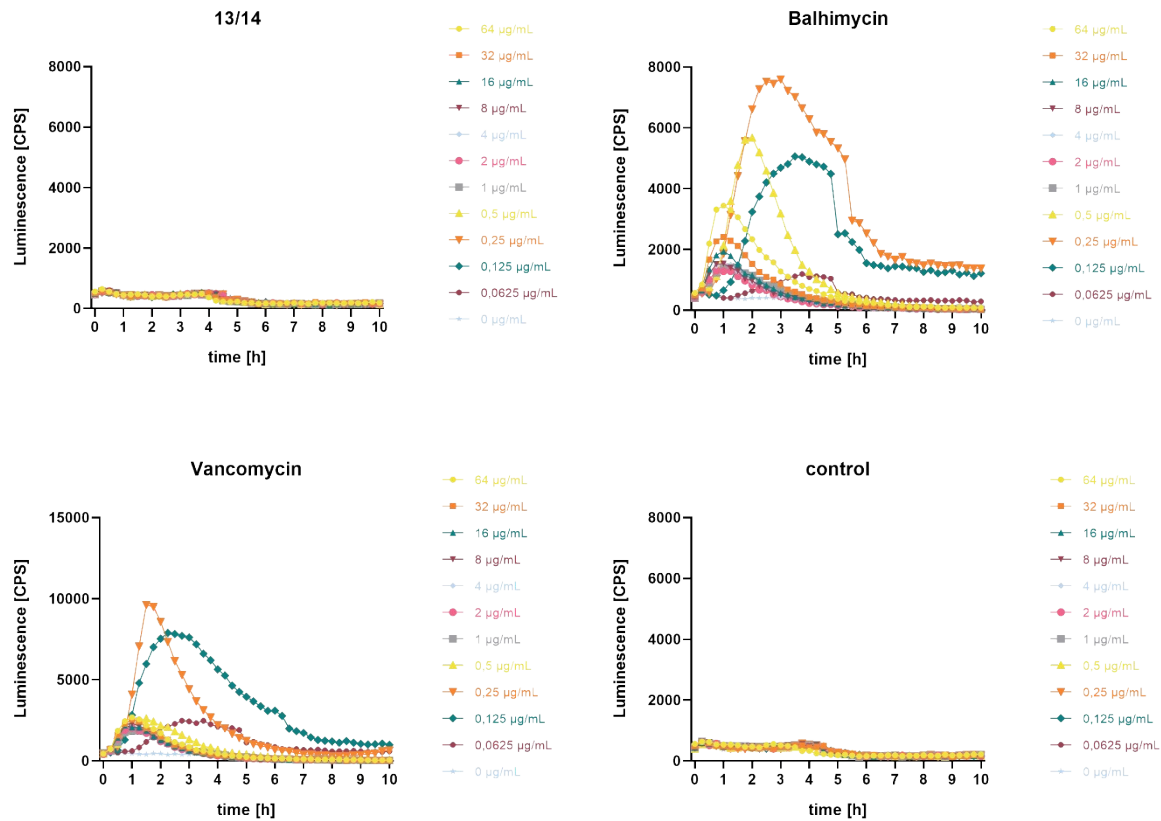 13/14
Luminescence [CPS]
8000
6000
4000
2000
0
0 1 2 3 4 5 6 7 8 9 10
time [h]
64 µg/mL
32 µg/mL
16 µg/mL
8 µg/mL
4 µg/mL
2 µg/mL
1 µg/mL
0,5 µg/mL
0,25 µg/mL
0,125 µg/mL
0,0625 µg/mL
0 µg/mL
Balhimycin
Luminescence [CPS]
8000
6000
4000
2000
0
0 1 2 3 4 5 6 7 8 9 10
time [h]
64 µg/mL
32 µg/mL
16 µg/mL
8 µg/mL
4 µg/mL
2 µg/mL
1 µg/mL
0,5 µg/mL
0,25 µg/mL
0,125 µg/mL
0,0625 µg/mL
0 µg/mL
Vancomycin
Luminescence [CPS]
15000
10000
5000
0
0 1 2 3 4 5 6 7 8 9 10
time [h]
64 µg/mL
32 µg/mL
16 µg/mL
8 µg/mL
4 µg/mL
2 µg/mL
1 µg/mL
0,5 µg/mL
0,25 µg/mL
0,125 µg/mL
0,0625 µg/mL
0 µg/mL
control
Luminescence [CPS]
8000
6000
4000
2000
0
0 1 2 3 4 5 6 7 8 9 10
time [h]
64 µg/mL
32 µg/mL
16 µg/mL
8 µg/mL
4 µg/mL
2 µg/mL
1 µg/mL
0,5 µg/mL
0,25 µg/mL
0,125 µg/mL
0,0625 µg/mL
0 µg/mL